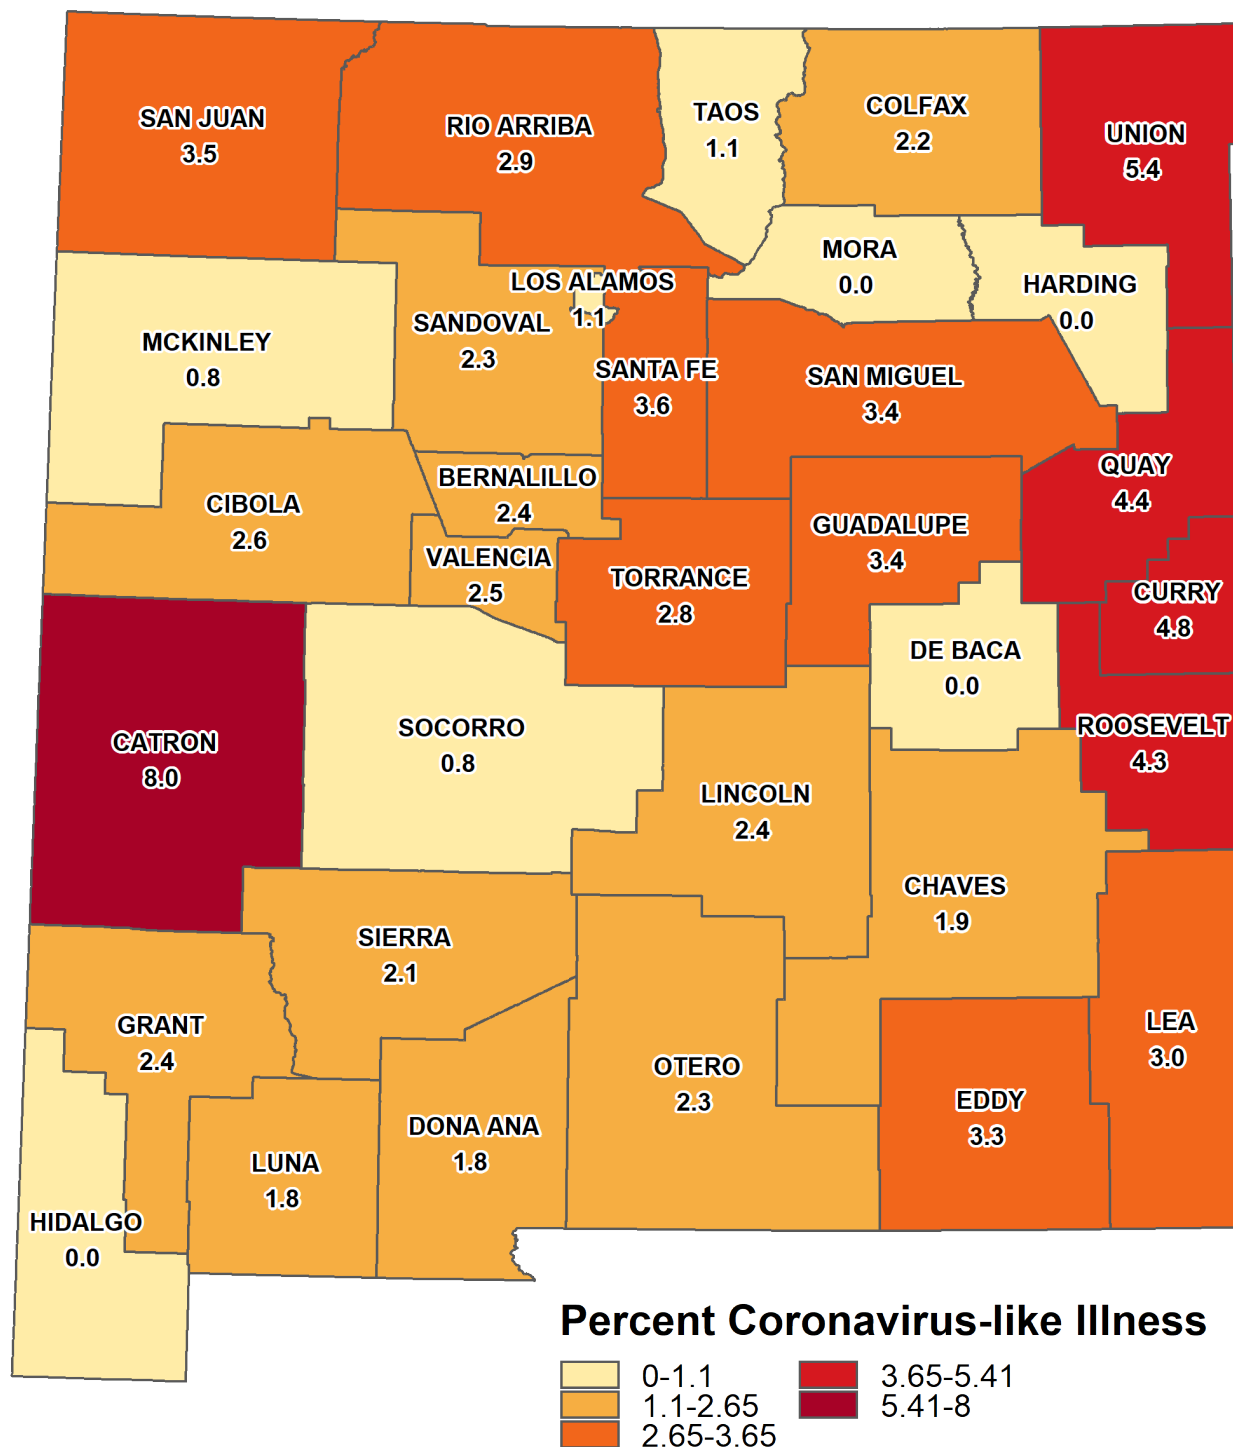 SAN JUAN
3.5
RIO ARRIBA
2.9
TAOS
1.1
COLFAX
2.2
UNION
5.4
MORA
0.0
HARDING
0.0
LOS ALAMOS
1.1
SANDOVAL
2.3
MCKINLEY
0.8
SANTA FE
3.6
SAN MIGUEL
3.4
QUAY
4.4
BERNALILLO
2.4
CIBOLA
2.6
GUADALUPE
3.4
VALENCIA
2.5
TORRANCE
2.8
CURRY
4.8
DE BACA
0.0
CATRON
8.0
SOCORRO
0.8
ROOSEVELT
4.3
LINCOLN
2.4
CHAVES
1.9
SIERRA
2.1
GRANT
2.4
LEA
3.0
OTERO
2.3
EDDY
3.3
DONA ANA
1.8
LUNA
1.8
HIDALGO
0.0
Percent Coronavirus-like Illness
0-1.1
1.1-2.65
2.65-3.65
3.65-5.41
5.41-8